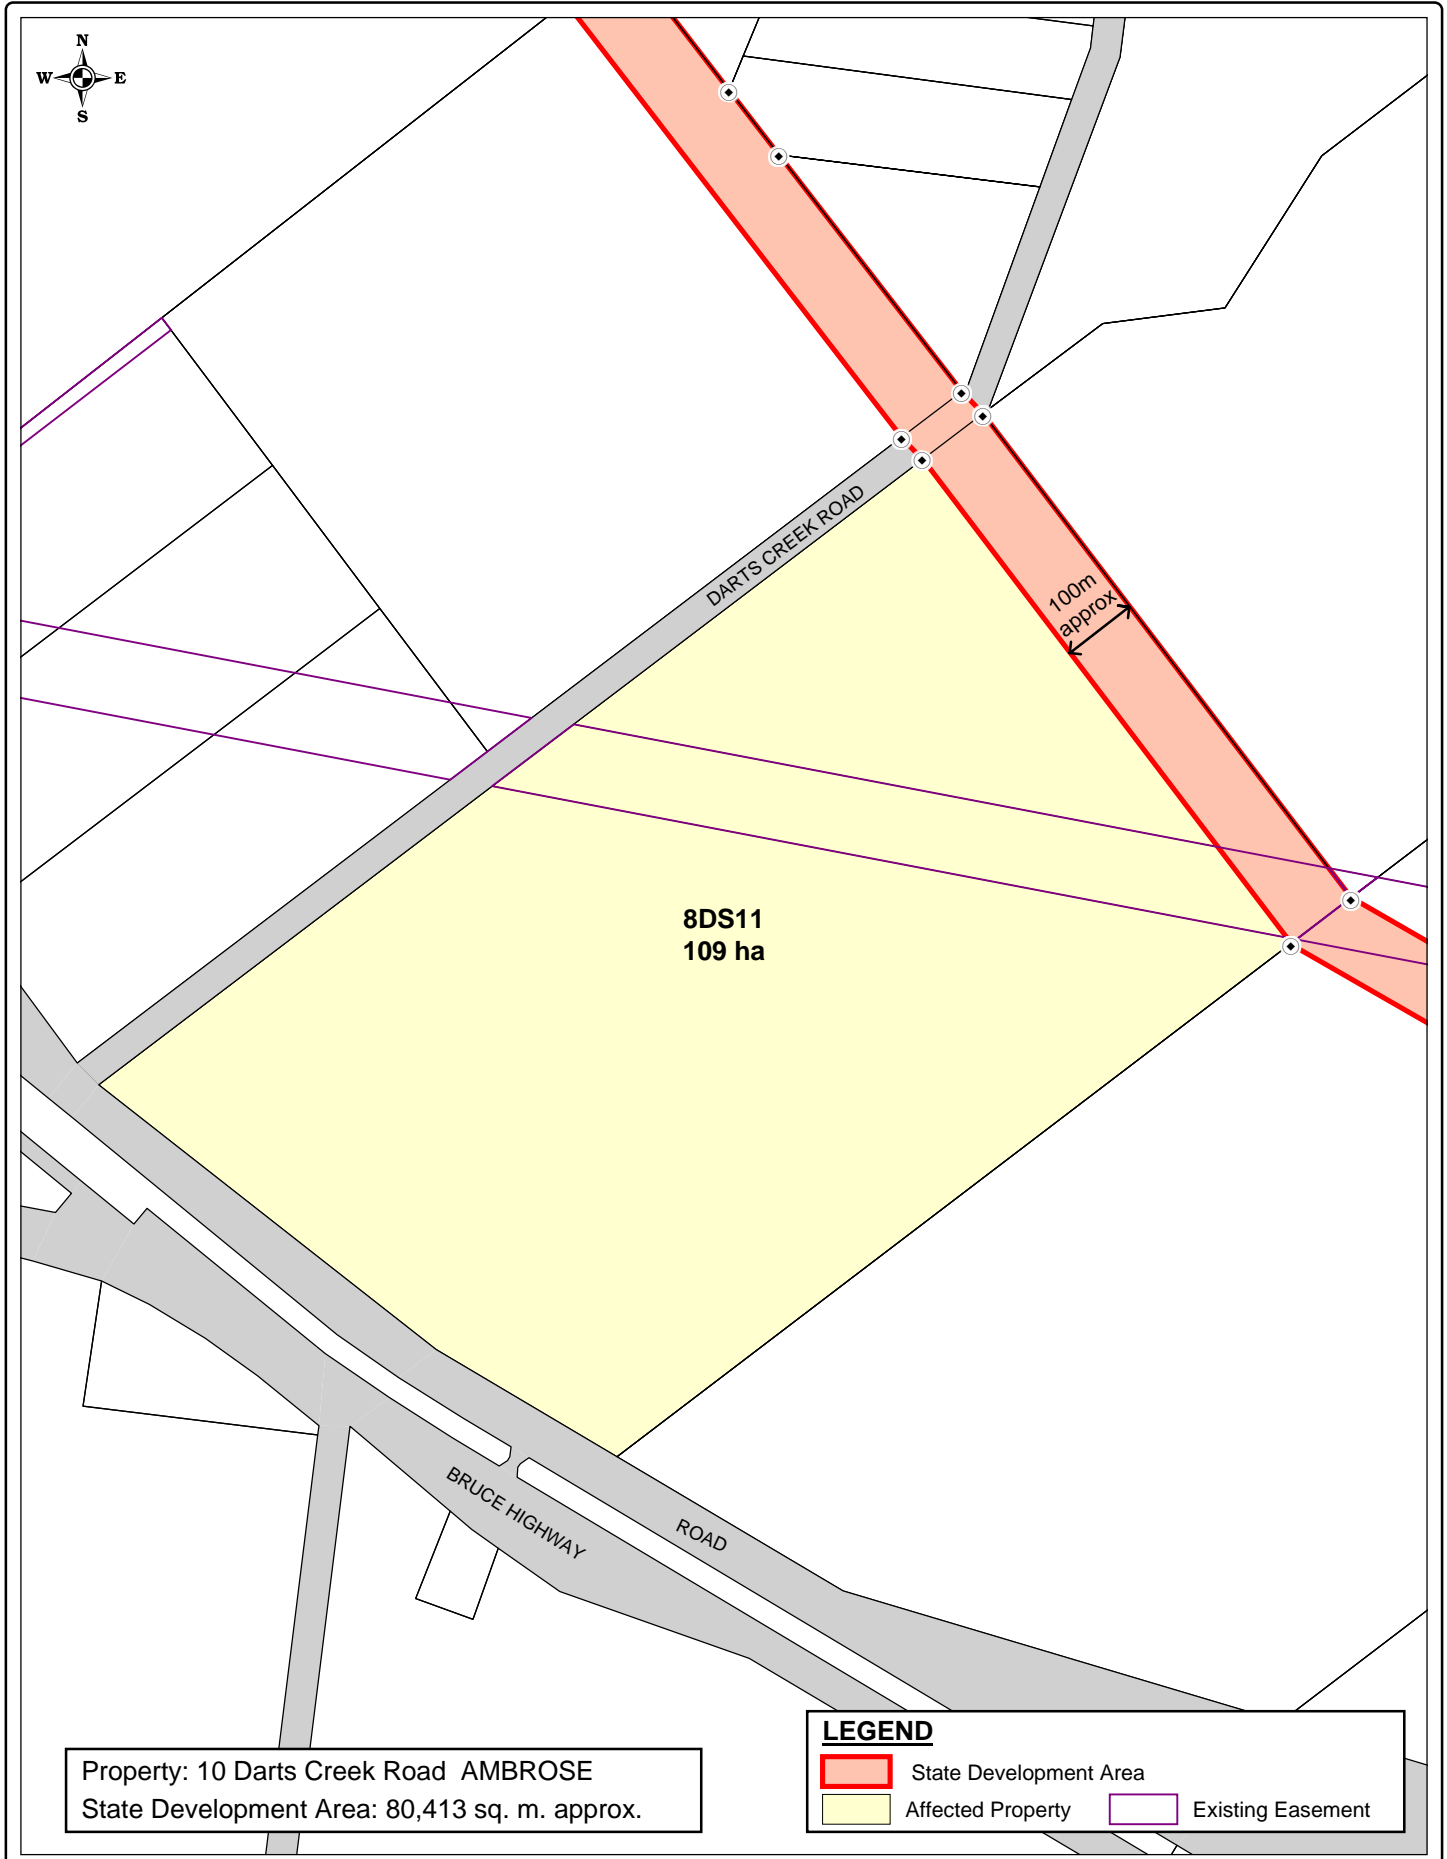 N
W E
S
DARTS CREEK ROAD
100m
approx
8DS11
109 ha
BRUCE HIGHWAY
ROAD
Property: 10 Darts Creek Road AMBROSE
State Development Area: 80,413 sq. m. approx.
LEGEND
State Development Area
Affected Property
Existing Easement